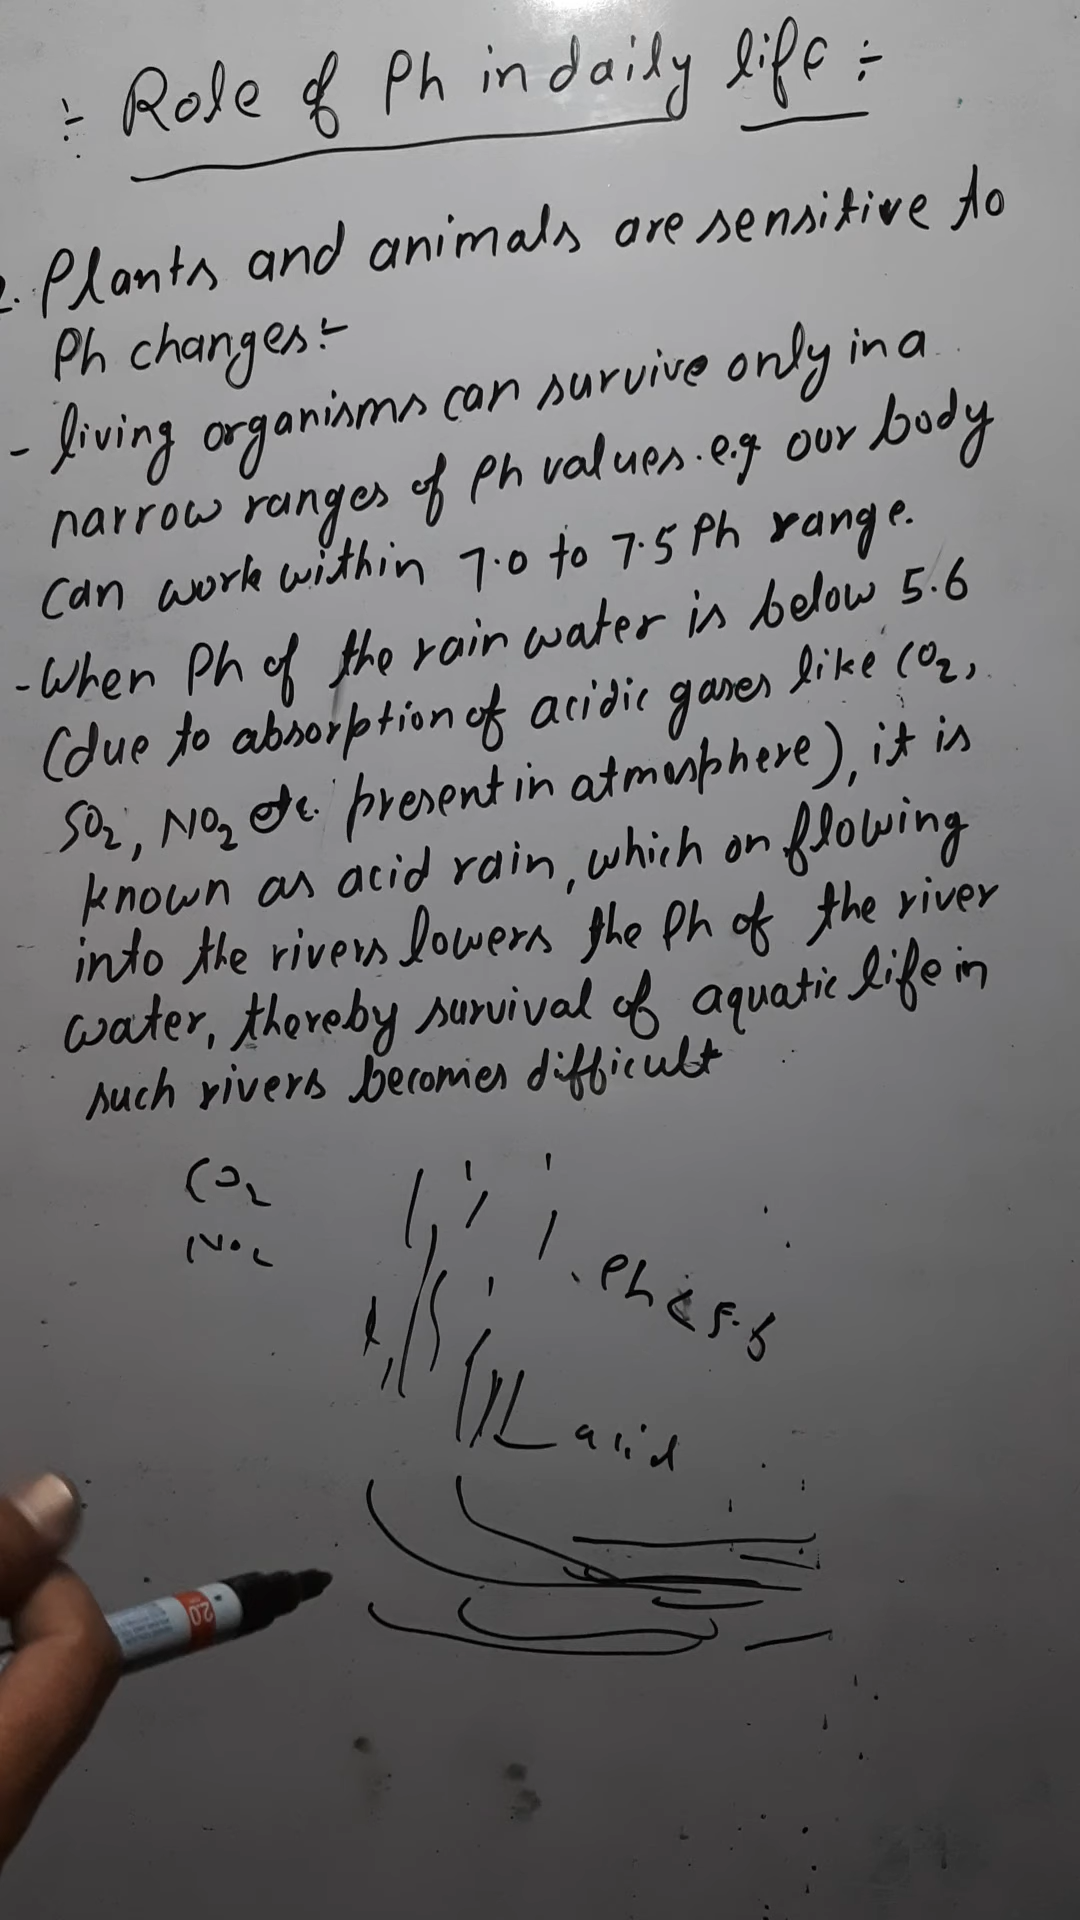 ÷ Role of Ph in daily life ÷
2. Plants and animals are sensitive to
Ph changes:-
- living organisms can survive only in a
narrow ranges of Ph values. e.g our body
can work within 7.0 to 7.5 Ph range.
- When Ph of the rain water is below 5.6
(due to absorption of acidic gases like CO2,
SO2, NO2 etc. present in atmosphere), it is
known as acid rain, which on flowing
into the rivers lowers the Ph of the river
water, thereby survival of aquatic life in
such rivers becomes difficult
CO2
NO2
Ph < 5.6
acid
2.0